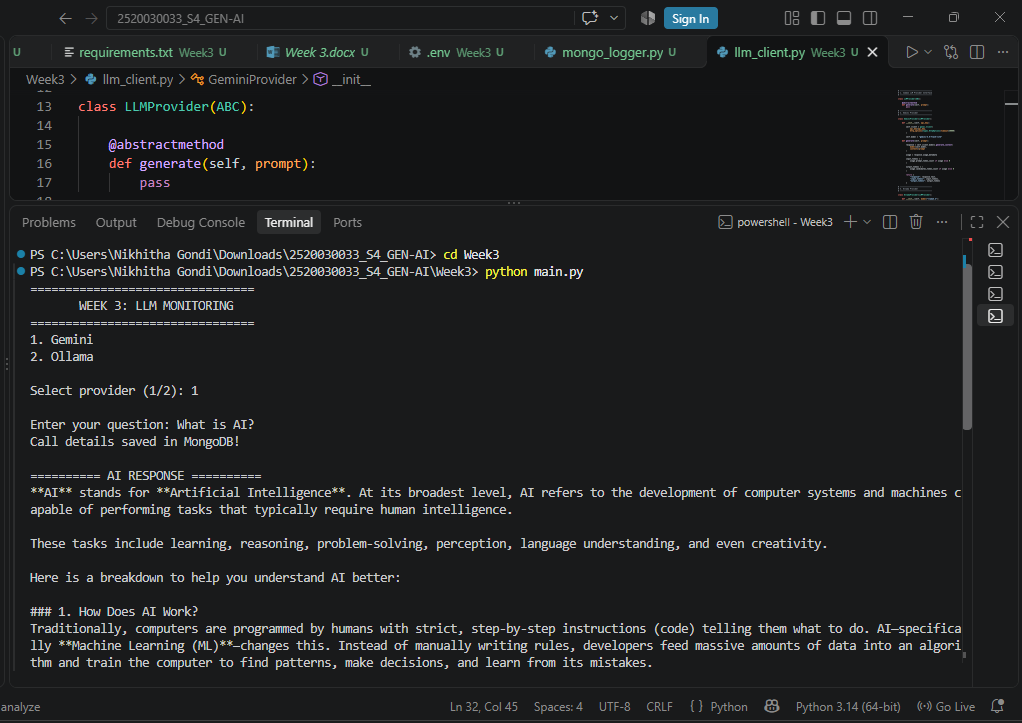 2520030033_S4_GEN-AI
Sign In
U
requirements.txt Week3 U
Week 3.docx U
.env Week3 U
mongo_logger.py U
llm_client.py Week3 U
Week3 > llm_client.py > GeminiProvider > __init__
13 class LLMProvider(ABC):
14
15 @abstractmethod
16 def generate(self, prompt):
17 pass
Problems Output Debug Console Terminal Ports
powershell - Week3
PS C:\Users\Nikhitha Gondi\Downloads\2520030033_S4_GEN-AI> cd Week3
PS C:\Users\Nikhitha Gondi\Downloads\2520030033_S4_GEN-AI\Week3> python main.py
================================
WEEK 3: LLM MONITORING
================================
1. Gemini
2. Ollama
Select provider (1/2): 1
Enter your question: What is AI?
Call details saved in MongoDB!
========== AI RESPONSE ==========
**AI** stands for **Artificial Intelligence**. At its broadest level, AI refers to the development of computer systems and machines c
apable of performing tasks that typically require human intelligence.
These tasks include learning, reasoning, problem-solving, perception, language understanding, and even creativity.
Here is a breakdown to help you understand AI better:
### 1. How Does AI Work?
Traditionally, computers are programmed by humans with strict, step-by-step instructions (code) telling them what to do. AI—specifica
lly **Machine Learning (ML)**—changes this. Instead of manually writing rules, developers feed massive amounts of data into an algori
thm and train the computer to find patterns, make decisions, and learn from its mistakes.
analyze
Ln 32, Col 45 Spaces: 4 UTF-8 CRLF { } Python Python 3.14 (64-bit) Go Live